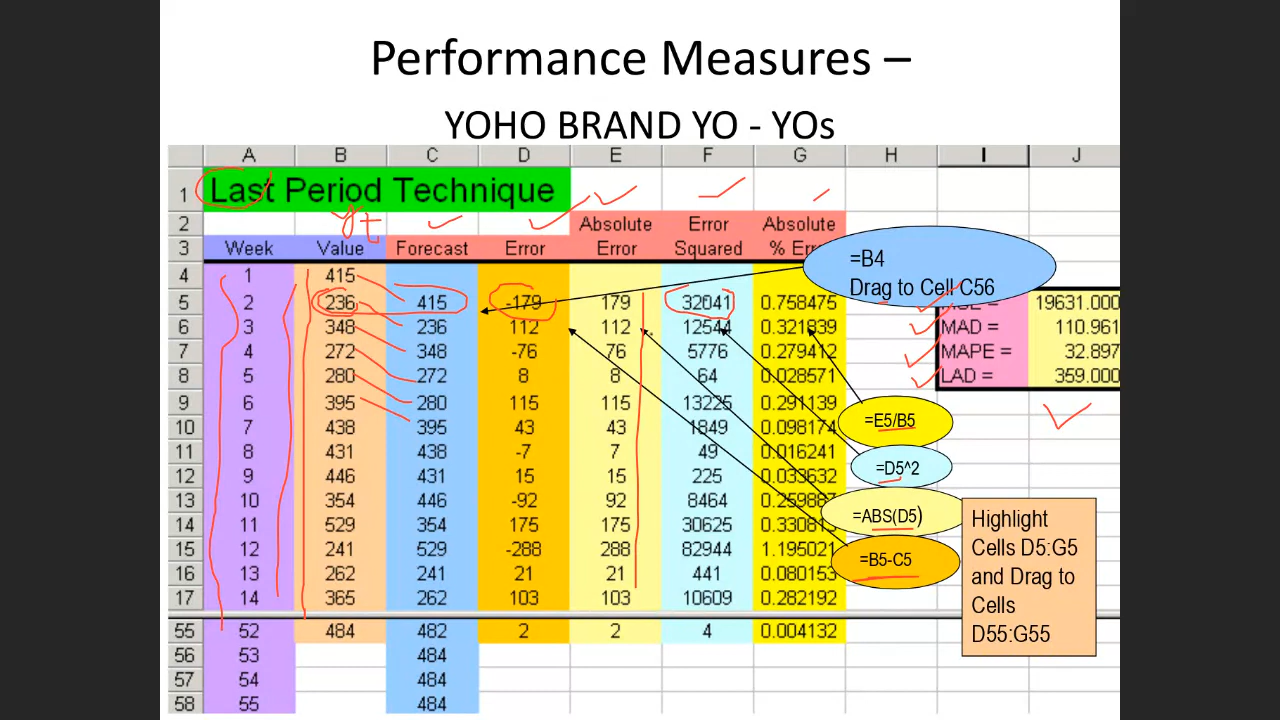 Performance Measures –
YOHO BRAND YO - YOs
A B C D E F G H I J
1 Last Period Technique
yt
2 Absolute Error Absolute
3 Week Value Forecast Error Error Squared % Erro
=B4
Drag to Cell C56
4 1 415
5 2 236 415 -179 179 32041 0.758475 19631.000
6 3 348 236 112 112 12544 0.321839 MAD = 110.961
7 4 272 348 -76 76 5776 0.279412 MAPE = 32.897
8 5 280 272 8 8 64 0.028571 LAD = 359.000
9 6 395 280 115 115 13225 0.291139
10 7 438 395 43 43 1849 0.098174
=E5/B5
11 8 431 438 -7 7 49 0.016241
12 9 446 431 15 15 225 0.033632
=D5^2
13 10 354 446 -92 92 8464 0.259887
14 11 529 354 175 175 30625 0.330813
=ABS(D5)
15 12 241 529 -288 288 82944 1.195021
=B5-C5
16 13 262 241 21 21 441 0.080153
17 14 365 262 103 103 10609 0.282192
55 52 484 482 2 2 4 0.004132
56 53 484
57 54 484
58 55 484
Highlight
Cells D5:G5
and Drag to
Cells
D55:G55